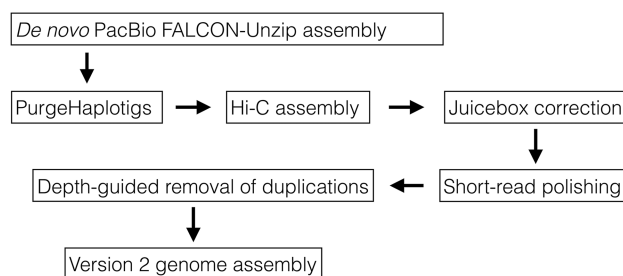 De novo PacBio FALCON-Unzip assembly
PurgeHaplotigs
Hi-C assembly
Juicebox correction
Short-read polishing
Depth-guided removal of duplications
Version 2 genome assembly